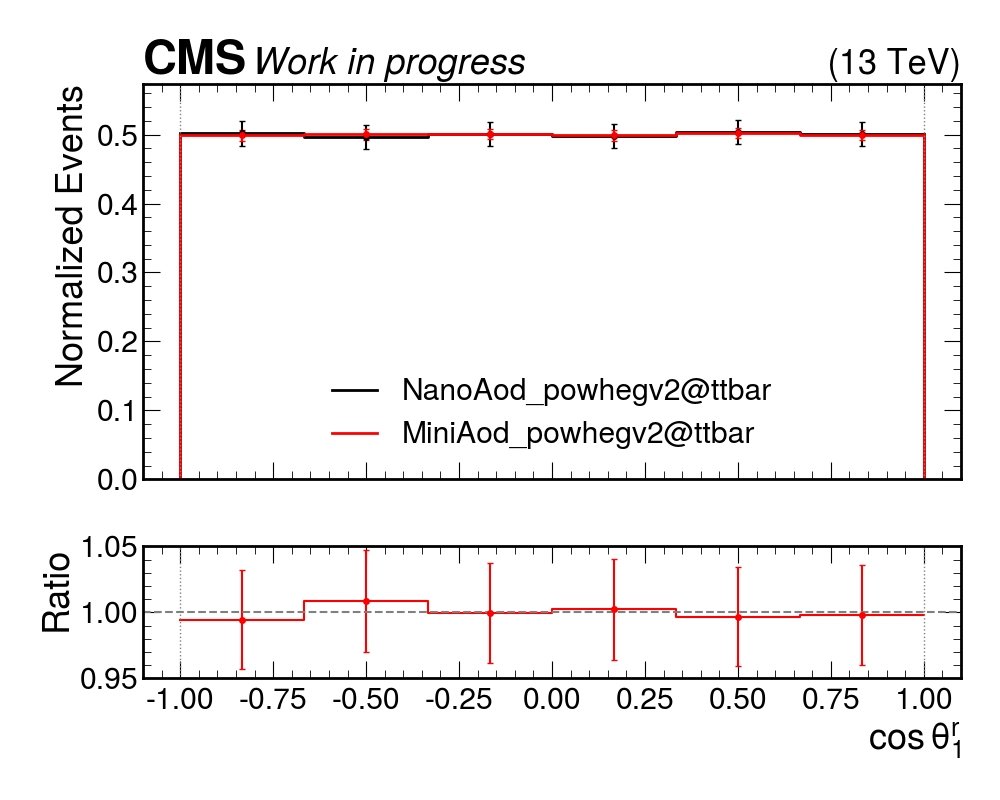 CMS Work in progress (13 TeV)
Normalized Events
0.5
0.4
0.3
0.2
0.1
0.0
NanoAod_powhegv2@ttbar
MiniAod_powhegv2@ttbar
Ratio
1.05
1.00
0.95
-1.00 -0.75 -0.50 -0.25 0.00 0.25 0.50 0.75 1.00
cos θ₁ʳ